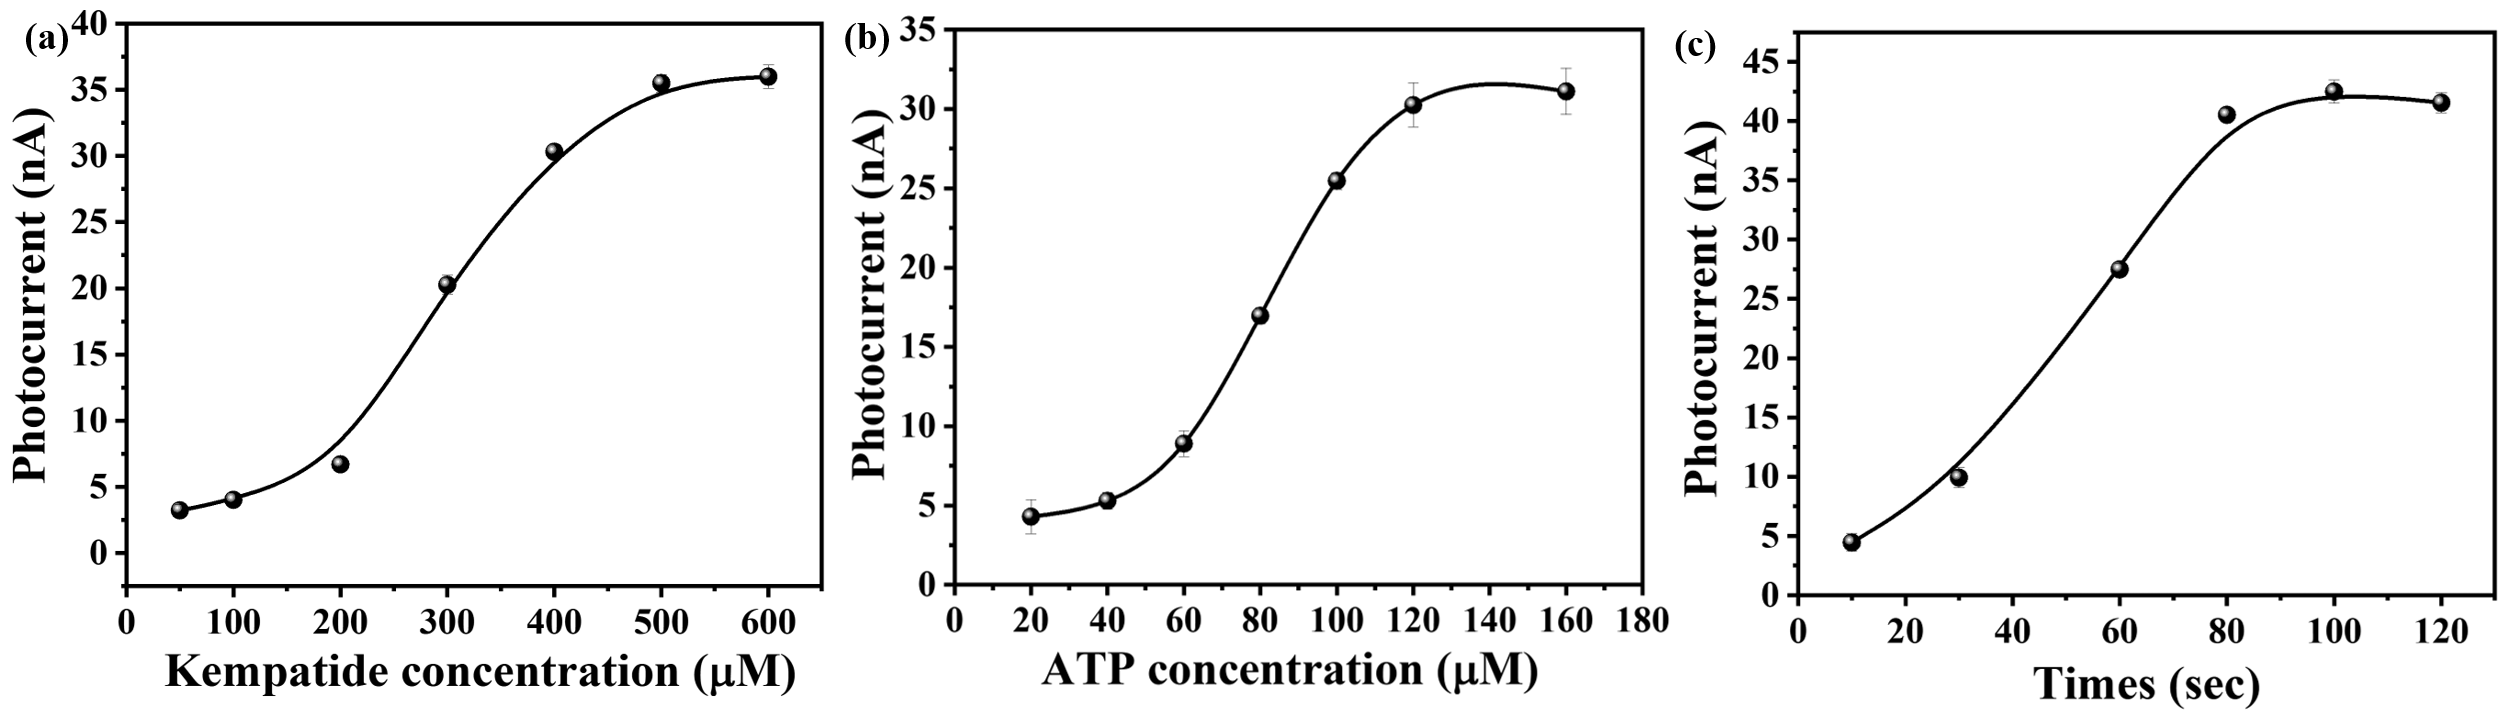 (a)
40
35
30
25
20
15
10
5
0
Photocurrent (nA)
0 100 200 300 400 500 600
Kempatide concentration (μM)
(b)
35
30
25
20
15
10
5
0
Photocurrent (nA)
0 20 40 60 80 100 120 140 160 180
ATP concentration (μM)
(c)
45
40
35
30
25
20
15
10
5
0
Photocurrent (nA)
0 20 40 60 80 100 120
Times (sec)